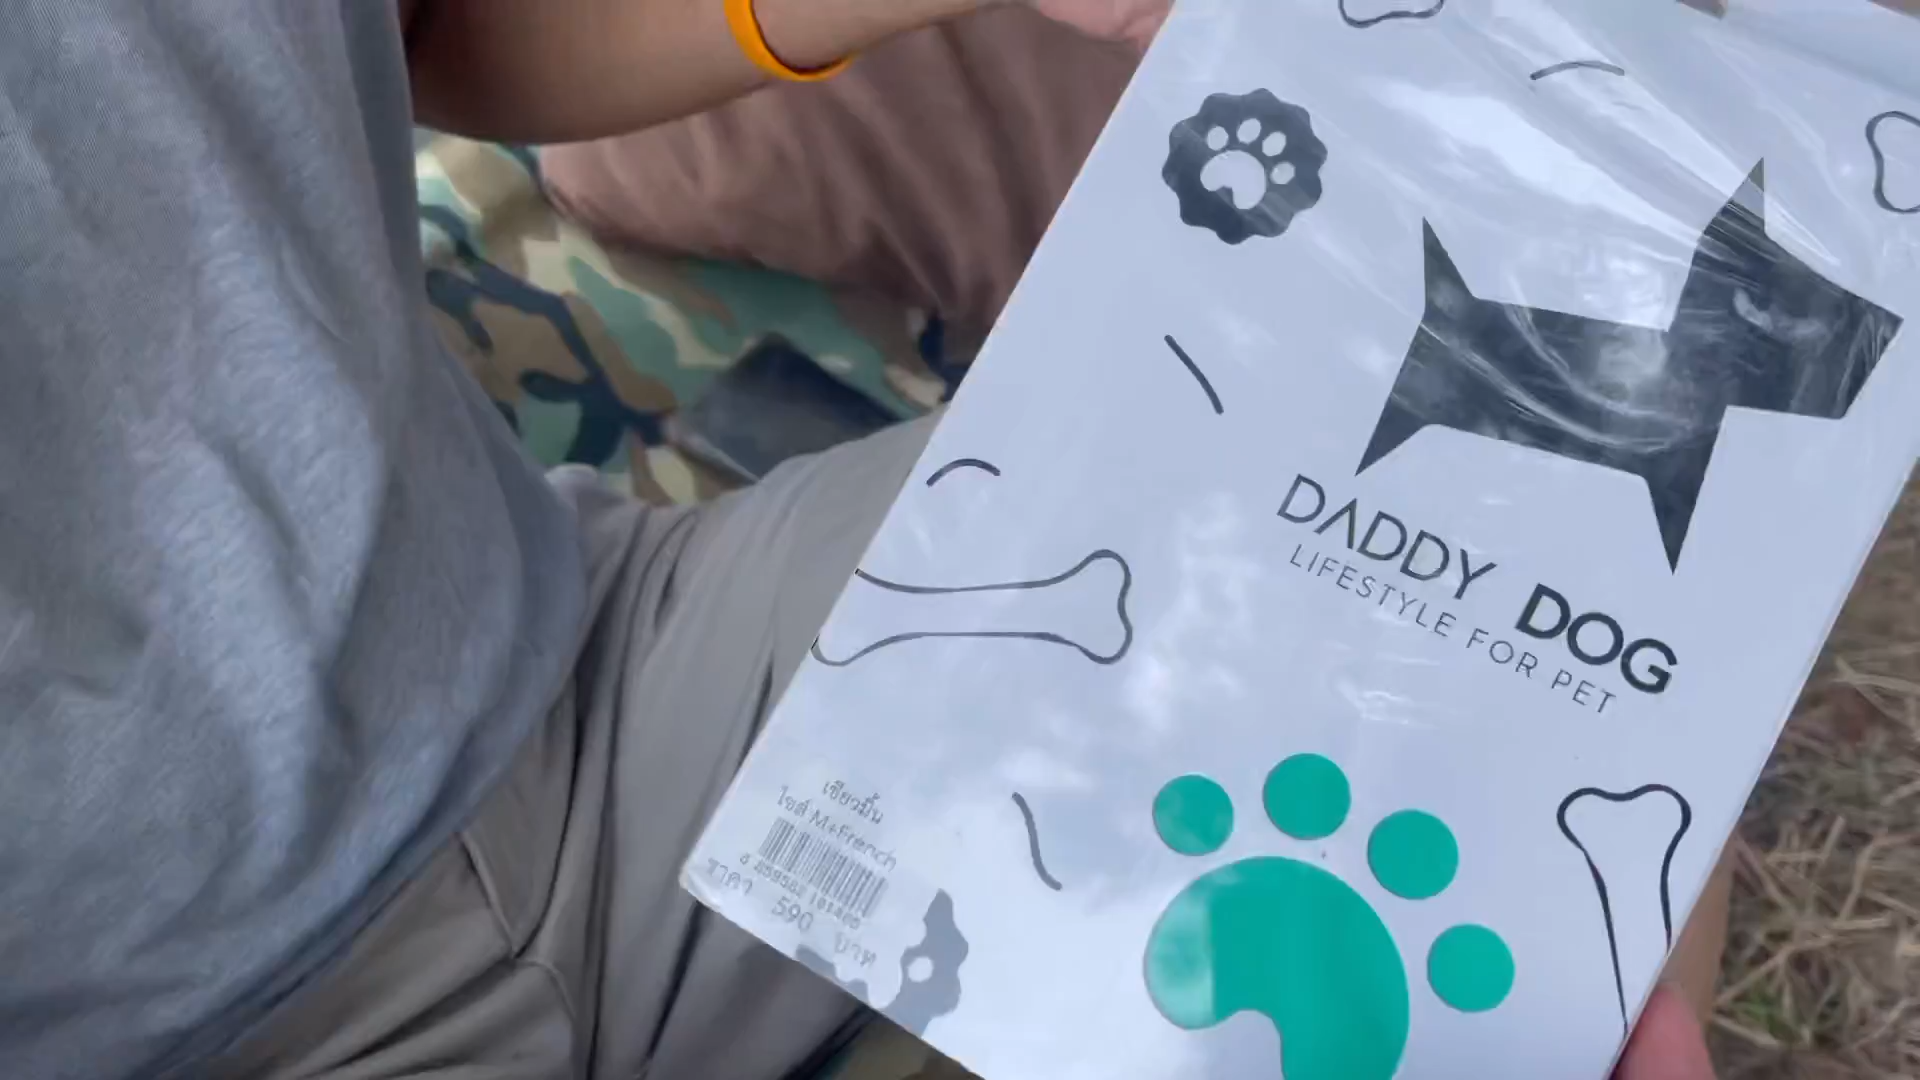 DADDY DOG
LIFESTYLE FOR PET
เขียวมิ้น
ไซส์ M+French
ราคา 590 บาท